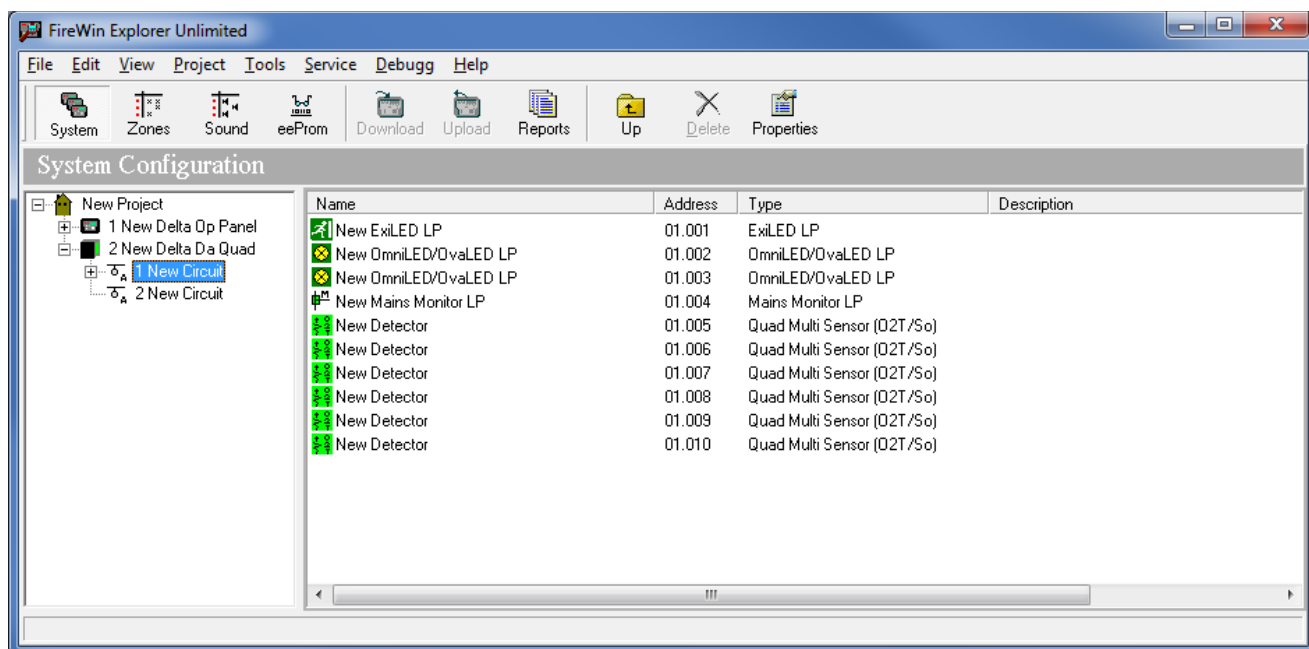 FireWin Explorer Unlimited
File Edit View Project Tools Service Debugg Help
System Zones Sound eeProm Download Upload Reports Up Delete Properties
System Configuration
New Project
1 New Delta Op Panel
2 New Delta Da Quad
1 New Circuit
2 New Circuit
Name Address Type Description
New ExiLED LP 01.001 ExiLED LP
New OmniLED/OvaLED LP 01.002 OmniLED/OvaLED LP
New OmniLED/OvaLED LP 01.003 OmniLED/OvaLED LP
New Mains Monitor LP 01.004 Mains Monitor LP
New Detector 01.005 Quad Multi Sensor (O2T/So)
New Detector 01.006 Quad Multi Sensor (O2T/So)
New Detector 01.007 Quad Multi Sensor (O2T/So)
New Detector 01.008 Quad Multi Sensor (O2T/So)
New Detector 01.009 Quad Multi Sensor (O2T/So)
New Detector 01.010 Quad Multi Sensor (O2T/So)